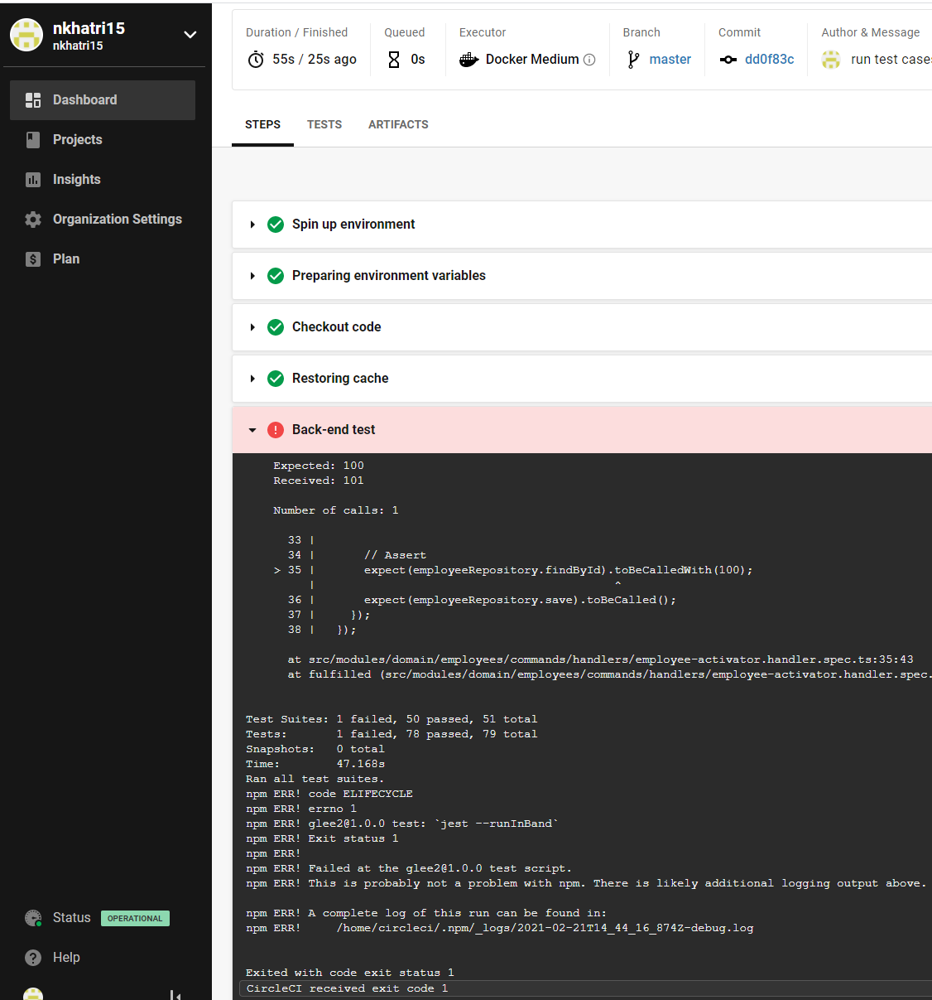 nkhatri15
nkhatri15
Dashboard
Projects
Insights
Organization Settings
Plan
Status OPERATIONAL
Help
Duration / Finished
55s / 25s ago
Queued
0s
Executor
Docker Medium
Branch
master
Commit
dd0f83c
Author & Message
run test cases
STEPS TESTS ARTIFACTS
Spin up environment
Preparing environment variables
Checkout code
Restoring cache
Back-end test
Expected: 100
Received: 101
Number of calls: 1
33 |
34 | // Assert
> 35 | expect(employeeRepository.findById).toBeCalledWith(100);
| ^
36 | expect(employeeRepository.save).toBeCalled();
37 | });
38 | });
at src/modules/domain/employees/commands/handlers/employee-activator.handler.spec.ts:35:43
at fulfilled (src/modules/domain/employees/commands/handlers/employee-activator.handler.spec.
Test Suites: 1 failed, 50 passed, 51 total
Tests: 1 failed, 78 passed, 79 total
Snapshots: 0 total
Time: 47.168s
Ran all test suites.
npm ERR! code ELIFECYCLE
npm ERR! errno 1
npm ERR! glee2@1.0.0 test: `jest --runInBand`
npm ERR! Exit status 1
npm ERR!
npm ERR! Failed at the glee2@1.0.0 test script.
npm ERR! This is probably not a problem with npm. There is likely additional logging output above.
npm ERR! A complete log of this run can be found in:
npm ERR! /home/circleci/.npm/_logs/2021-02-21T14_44_16_874Z-debug.log
Exited with code exit status 1
CircleCI received exit code 1